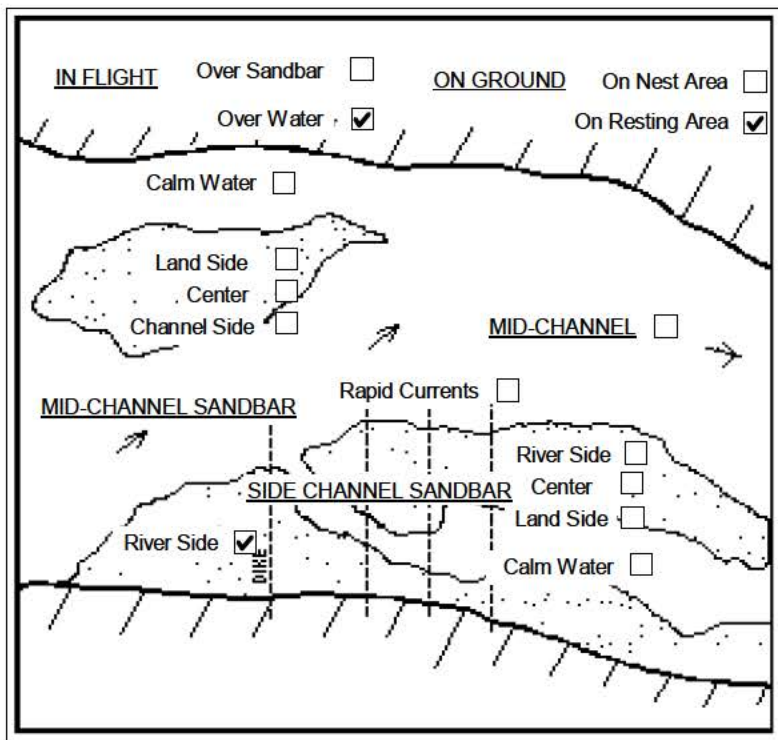 IN FLIGHT
Over Sandbar
Over Water
ON GROUND
On Nest Area
On Resting Area
Calm Water
Land Side
Center
Channel Side
MID-CHANNEL
Rapid Currents
MID-CHANNEL SANDBAR
River Side
Center
Land Side
SIDE CHANNEL SANDBAR
River Side
DIKE
Calm Water